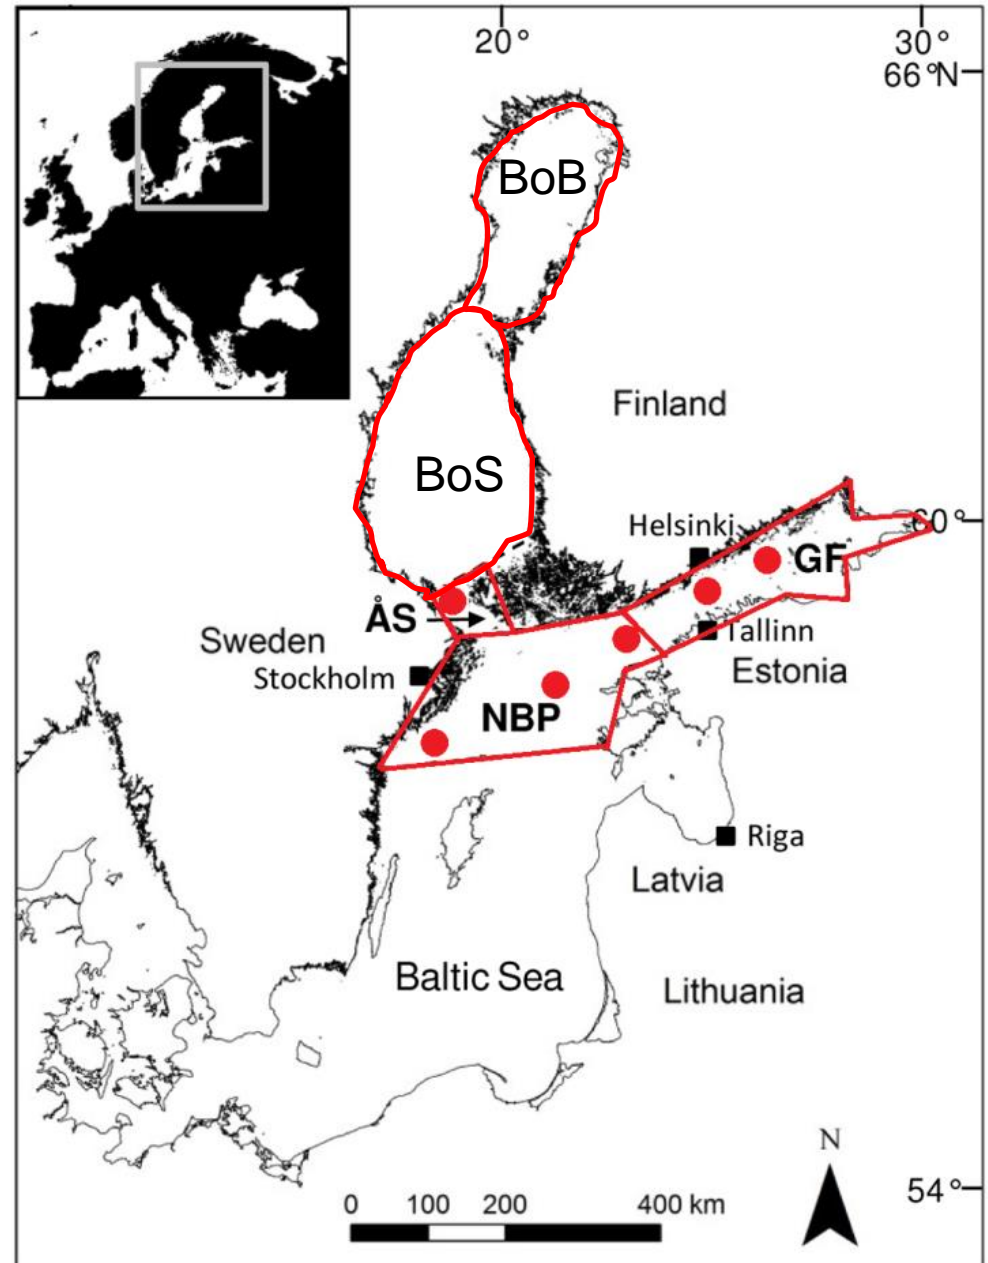 20°
30°
66°N
BoB
Finland
BoS
Helsinki
60°
GF
ÅS
Sweden
Tallinn
Stockholm
Estonia
NBP
Riga
Latvia
Baltic Sea
Lithuania
N
54°
0 100 200 400 km